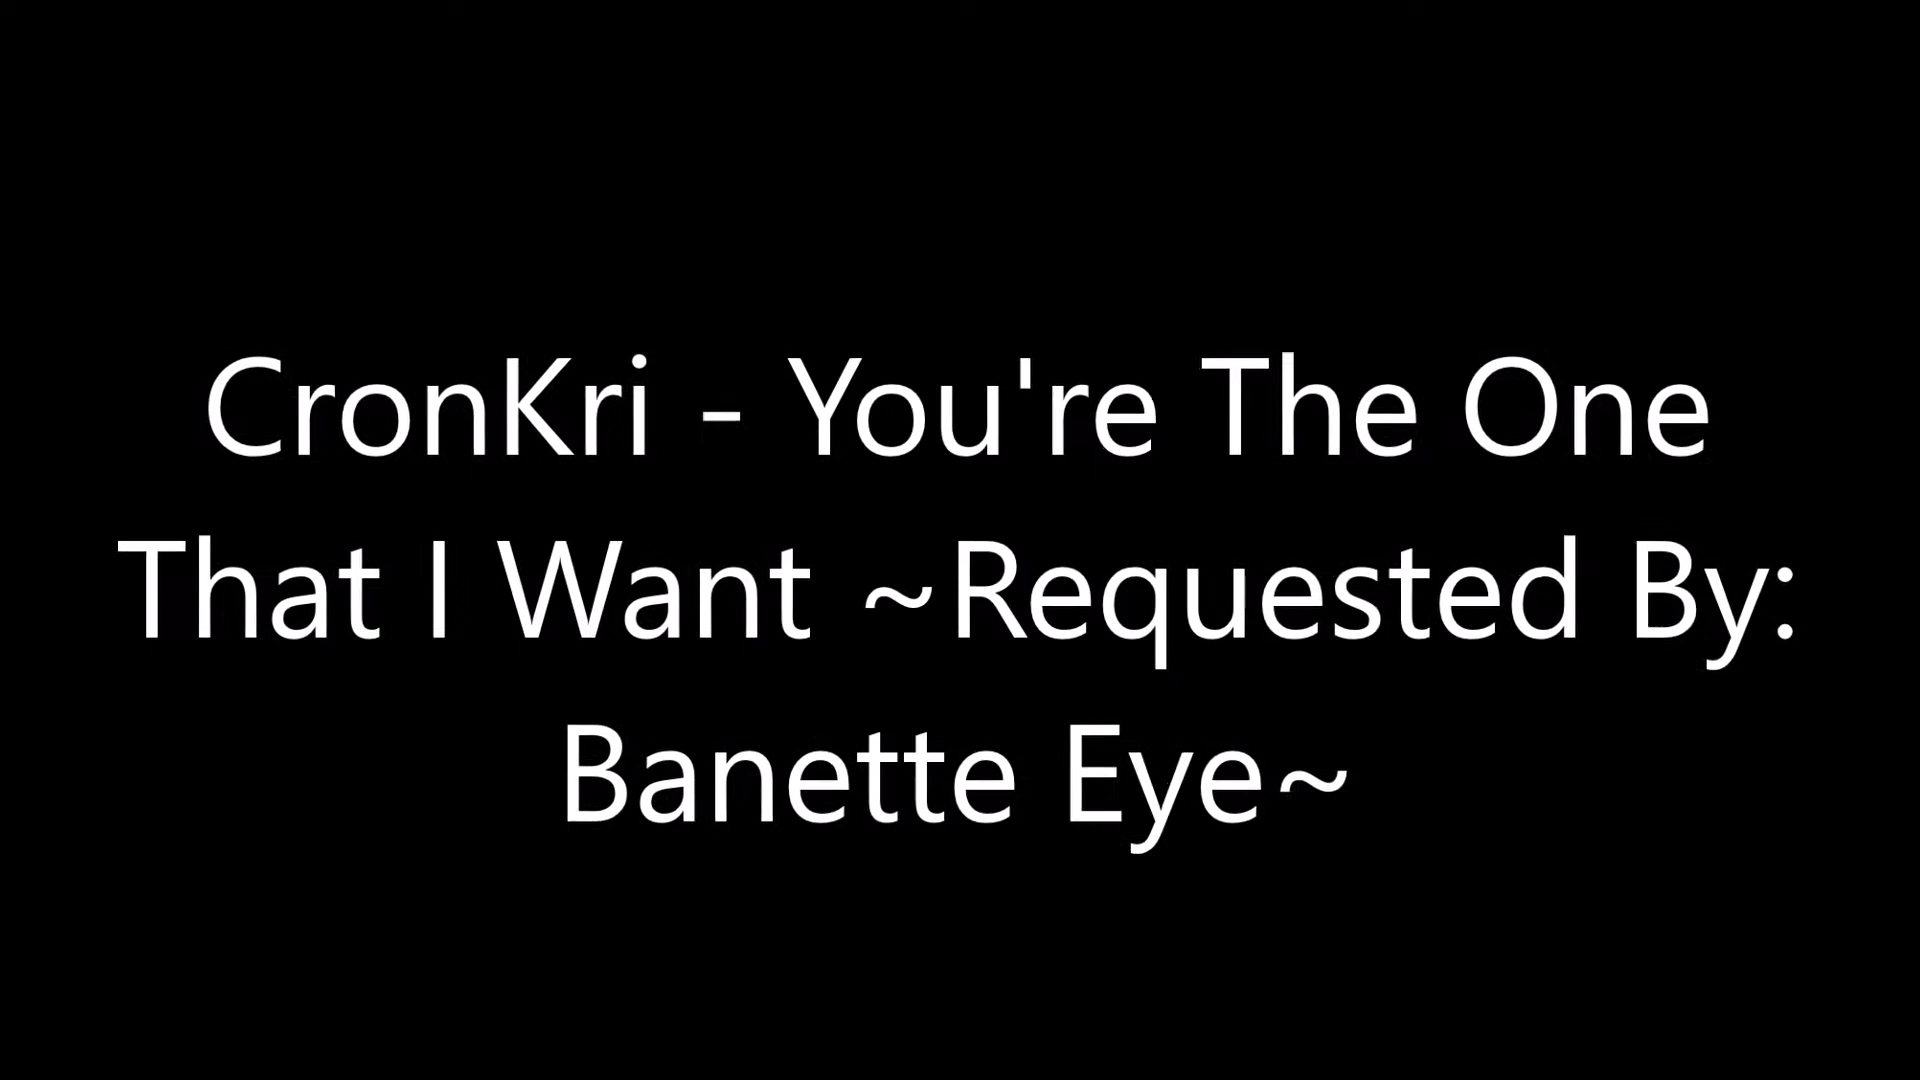 CronKri - You're The One
That I Want ~Requested By:
Banette Eye~